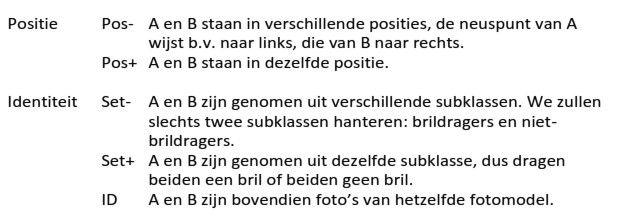 Positie Pos- A en B staan in verschillende posities, de neuspunt van A
wijst b.v. naar links, die van B naar rechts.
Pos+ A en B staan in dezelfde positie.
Identiteit Set- A en B zijn genomen uit verschillende subklassen. We zullen
slechts twee subklassen hanteren: brildragers en niet-
brildragers.
Set+ A en B zijn genomen uit dezelfde subklasse, dus dragen
beiden een bril of beiden geen bril.
ID A en B zijn bovendien foto’s van hetzelfde fotomodel.